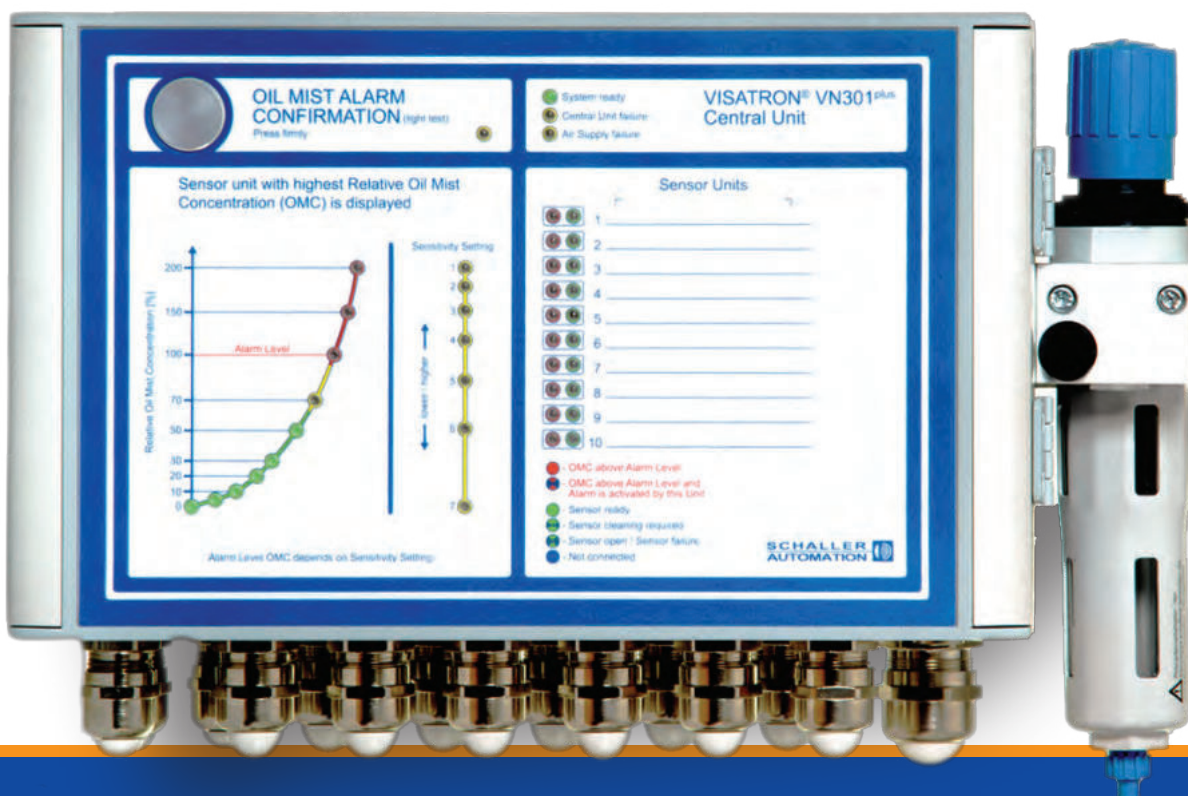 OIL MIST ALARM
CONFIRMATION (light test)
Press firmly
System ready
Central Unit failure
Air Supply failure
VISATRON® VN301plus
Central Unit
Sensor unit with highest Relative Oil Mist
Concentration (OMC) is displayed
Relative Oil Mist Concentration [%]
200
150
100
70
50
30
20
10
0
Alarm Level
Sensitivity Setting
1
2
3
4
5
6
7
lower / higher
Alarm Level OMC depends on Sensitivity Setting
Sensor Units
1
2
3
4
5
6
7
8
9
10
- OMC above Alarm Level
- OMC above Alarm Level and
Alarm is activated by this Unit
- Sensor ready
- Sensor cleaning required
- Sensor open / Sensor failure
- Not connected
SCHALLER
AUTOMATION